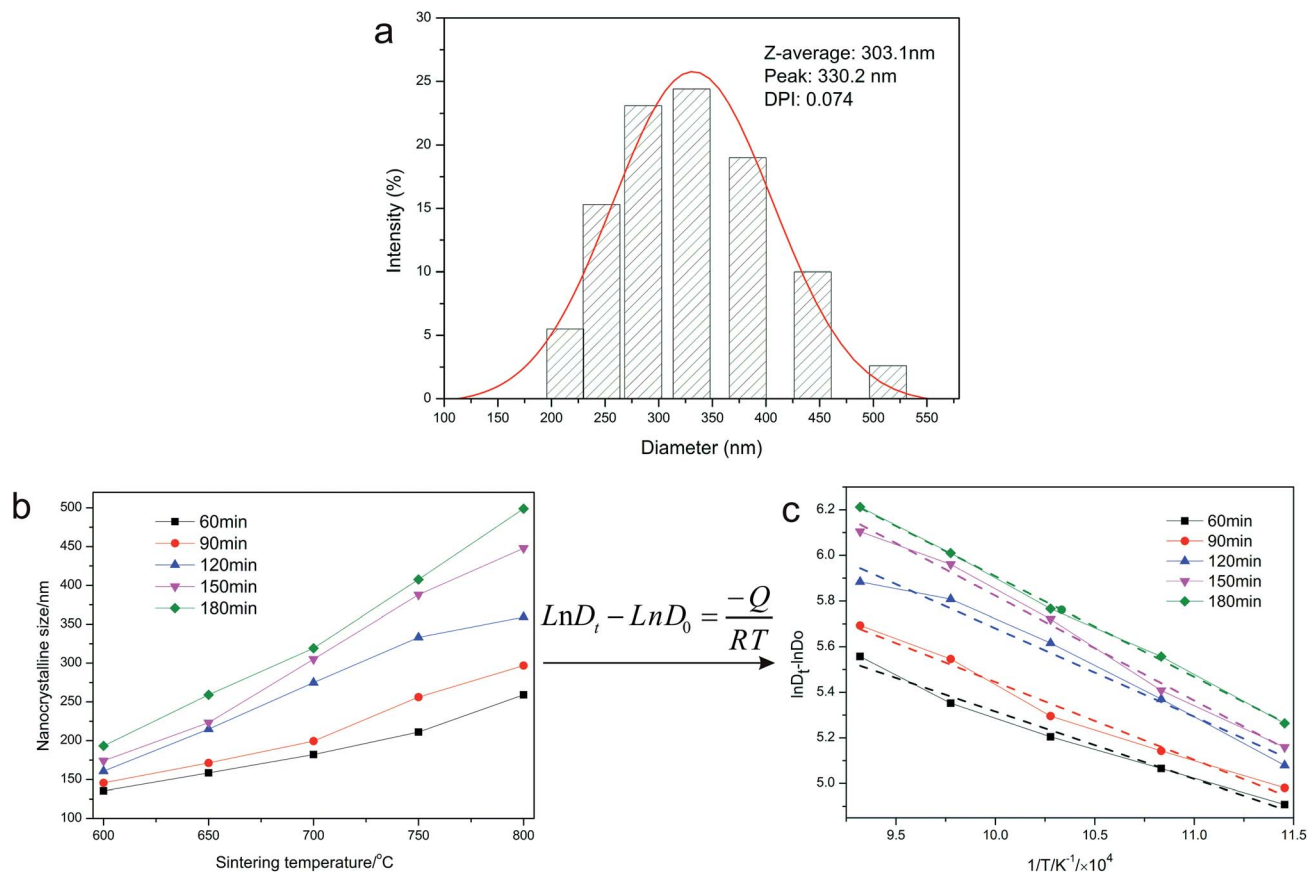 a
30
25
20
15
10
5
0
Intensity (%)
Z-average: 303.1nm
Peak: 330.2 nm
DPI: 0.074
100 150 200 250 300 350 400 450 500 550
Diameter (nm)
b
500
450
400
350
300
250
200
150
100
Nanocrystalline size/nm
60min
90min
120min
150min
180min
600 650 700 750 800
Sintering temperature/°C
LnD_t − LnD_0 = −Q / RT
c
6.2
6.0
5.8
5.6
5.4
5.2
5.0
lnD_t-lnDo
60min
90min
120min
150min
180min
9.5 10.0 10.5 11.0 11.5
1/T/K⁻¹/×10⁴